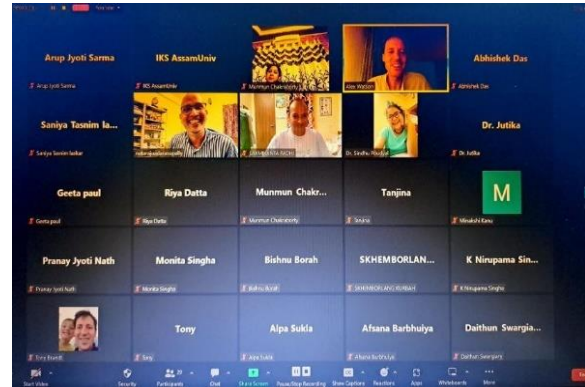 Arup Jyoti Sarma
IKS AssamUniv
Abhishek Das
Arup Jyoti Sarma
IKS AssamUniv
Munmun Chakraborty
Alex Watson
Abhishek Das
Saniya Tasnim la...
Dr. Jutika
Saniya Tasnim laskar
Dr. Sindhu Poudyal
Dr. Jutika
Geeta paul
Riya Datta
Munmun Chakr...
Tanjina
M
Geeta paul
Riya Datta
Munmun Chakraborty
Tanjina
Minakshi Kanu
Pranay Jyoti Nath
Monita Singha
Bishnu Borah
SKHEMBORLAN...
K Nirupama Sin...
Pranay Jyoti Nath
Monita Singha
Bishnu Borah
SKHEMBORLANG KURBAH
K Nirupama Singha
Tony
Alpa Sukla
Afsana Barbhuiya
Daithun Swargia...
Tony Brandt
Tony
Alpa Sukla
Afsana Barbhuiya
Daithun Swargiary
Start Video
Security
Participants
Chat
Share Screen
Pause/Stop Recording
Show Captions
Reactions
Apps
Whiteboards